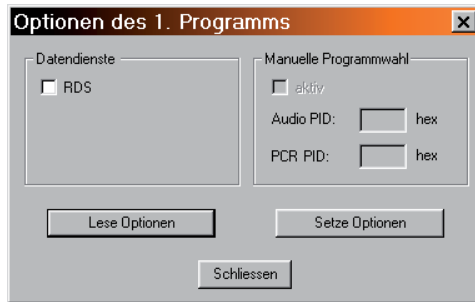 Optionen des 1. Programms
Datendienste
RDS
Manuelle Programmwahl
aktiv
Audio PID: hex
PCR PID: hex
Lese Optionen
Setze Optionen
Schliessen